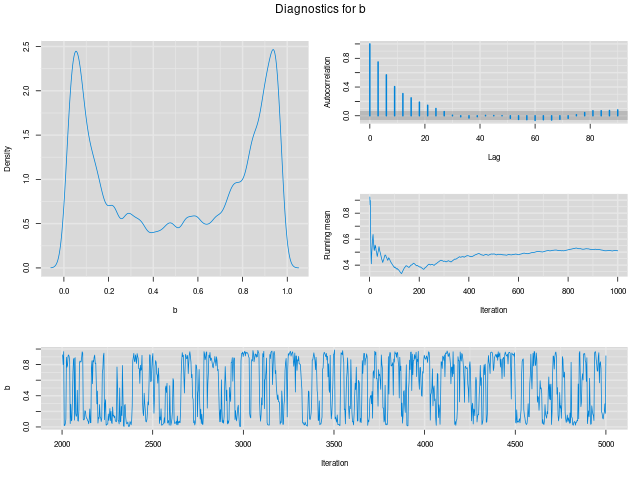 Diagnostics for b
Density
0.0 0.5 1.0 1.5 2.0 2.5
0.0 0.2 0.4 0.6 0.8 1.0
b
Autocorrelation
0.0 0.4 0.8
0 20 40 60 80
Lag
Running mean
0.4 0.6 0.8
0 200 400 600 800 1000
Iteration
b
0.0 0.4 0.8
2000 2500 3000 3500 4000 4500 5000
Iteration